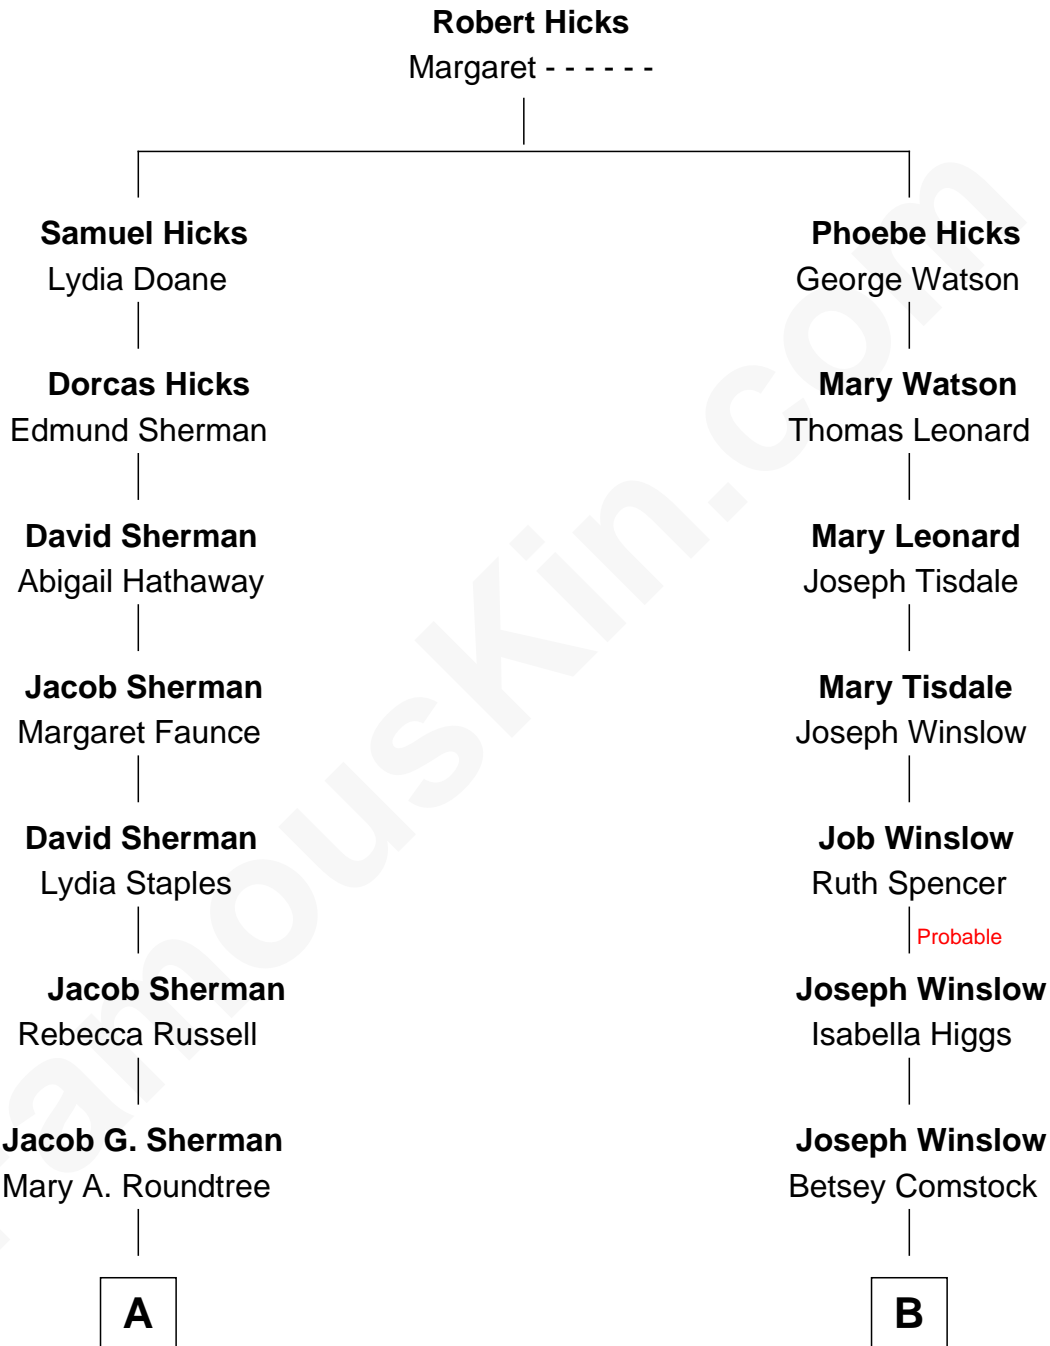 Robert Hicks
Margaret - - - - - -
Samuel Hicks
Lydia Doane
Phoebe Hicks
George Watson
Dorcas Hicks
Edmund Sherman
Mary Watson
Thomas Leonard
David Sherman
Abigail Hathaway
Mary Leonard
Joseph Tisdale
Jacob Sherman
Margaret Faunce
Mary Tisdale
Joseph Winslow
David Sherman
Lydia Staples
Job Winslow
Ruth Spencer
Probable
Jacob Sherman
Rebecca Russell
Joseph Winslow
Isabella Higgs
Jacob G. Sherman
Mary A. Roundtree
Joseph Winslow
Betsey Comstock
A
B
FamousKin.com